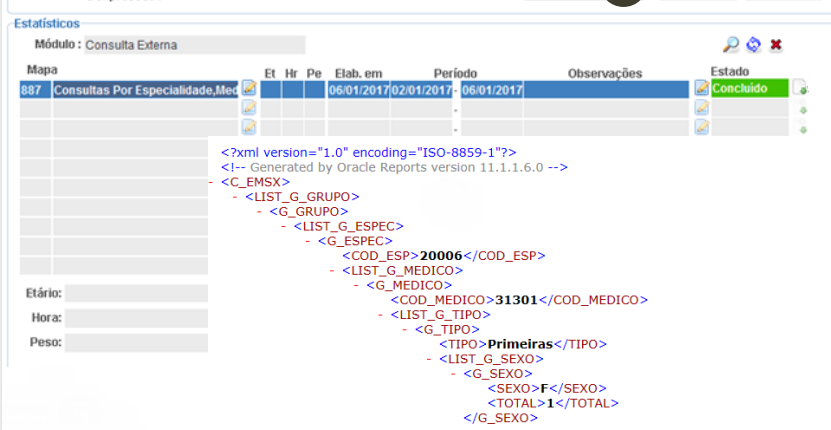 Estatísticos
Módulo : Consulta Externa
Mapa Et Hr Pe Elab. em Período Observações Estado
887 Consultas Por Especialidade,Med 06/01/2017 02/01/2017 - 06/01/2017 Concluído
-
-
<?xml version="1.0" encoding="ISO-8859-1"?>
<!-- Generated by Oracle Reports version 11.1.1.6.0 -->
- <C_EMSX>
- <LIST_G_GRUPO>
- <G_GRUPO>
- <LIST_G_ESPEC>
- <G_ESPEC>
<COD_ESP>20006</COD_ESP>
- <LIST_G_MEDICO>
- <G_MEDICO>
<COD_MEDICO>31301</COD_MEDICO>
- <LIST_G_TIPO>
- <G_TIPO>
<TIPO>Primeiras</TIPO>
- <LIST_G_SEXO>
- <G_SEXO>
<SEXO>F</SEXO>
<TOTAL>1</TOTAL>
</G_SEXO>
Etário:
Hora:
Peso: